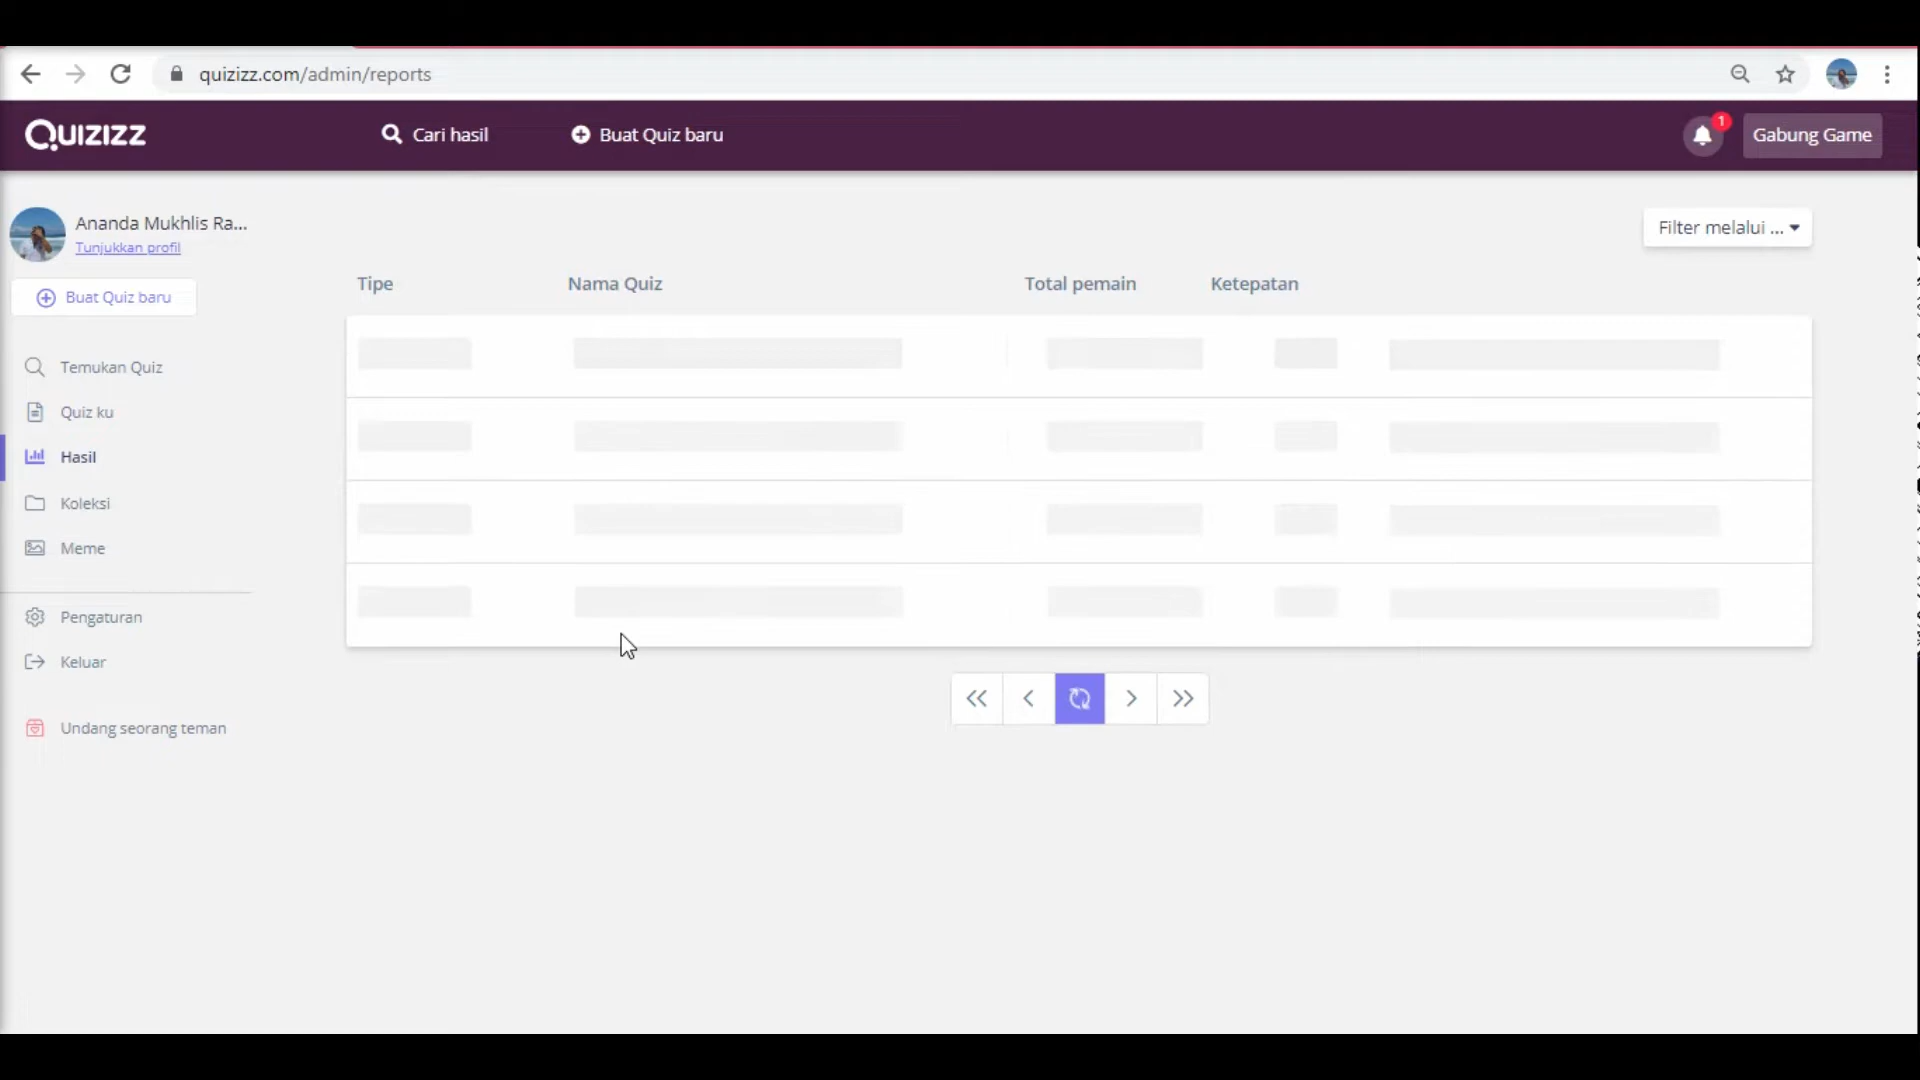 quizizz.com/admin/reports
QUIZIZZ
Cari hasil
Buat Quiz baru
1
Gabung Game
Ananda Mukhlis Ra...
Tunjukkan profil
Filter melalui ...
Buat Quiz baru
Tipe
Nama Quiz
Total pemain
Ketepatan
Temukan Quiz
Quiz ku
Hasil
Koleksi
Meme
Pengaturan
Keluar
Undang seorang teman